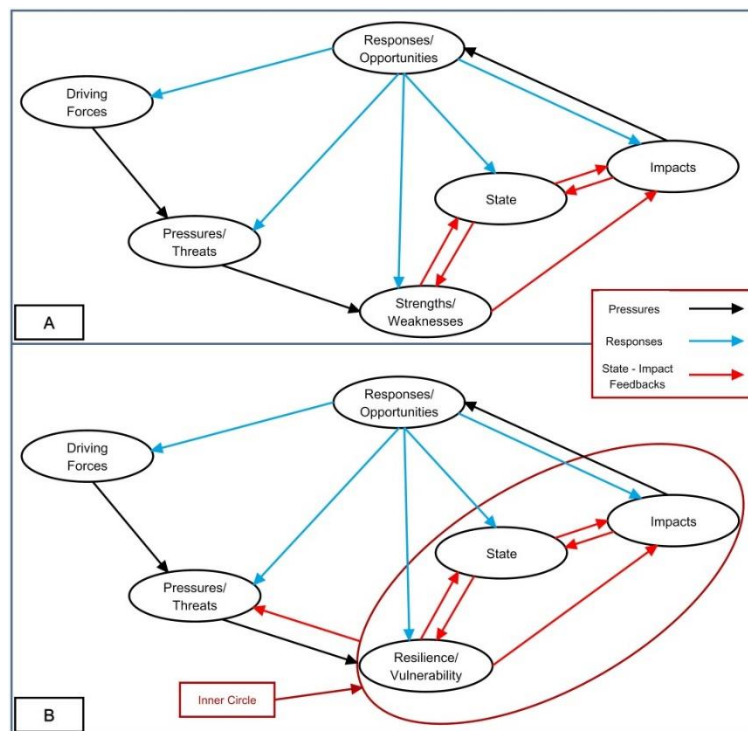 Responses/
Opportunities
Driving
Forces
Impacts
State
Pressures/
Threats
Strengths/
Weaknesses
A
Pressures
Responses
State - Impact
Feedbacks
Responses/
Opportunities
Driving
Forces
Impacts
State
Pressures/
Threats
Resilience/
Vulnerability
Inner Circle
B